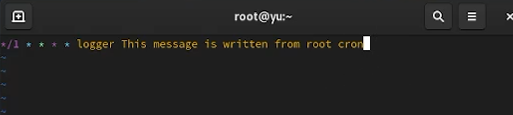 root@yu:~
*/1 * * * * logger This message is written from root cron
~
~
~
~
~